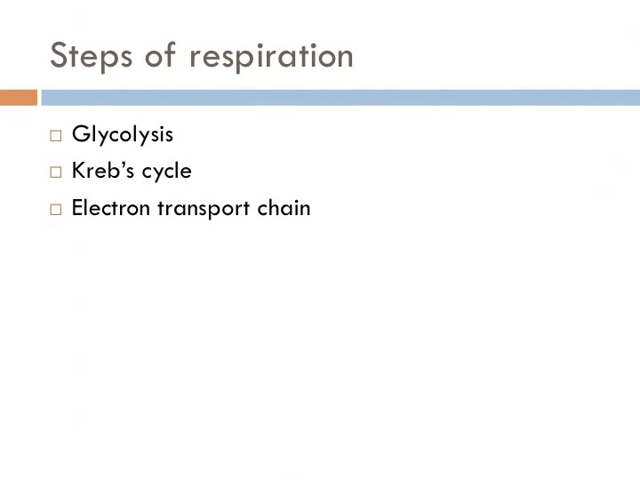 Steps of respiration
Glycolysis
Kreb’s cycle
Electron transport chain